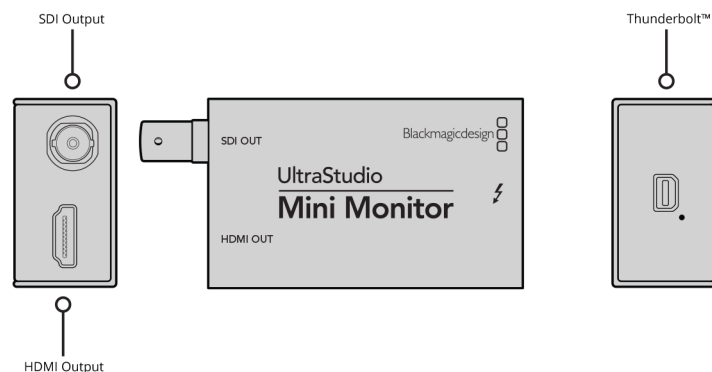 SDI Output
Thunderbolt™
SDI OUT
Blackmagicdesign
UltraStudio
Mini Monitor
HDMI OUT
HDMI Output